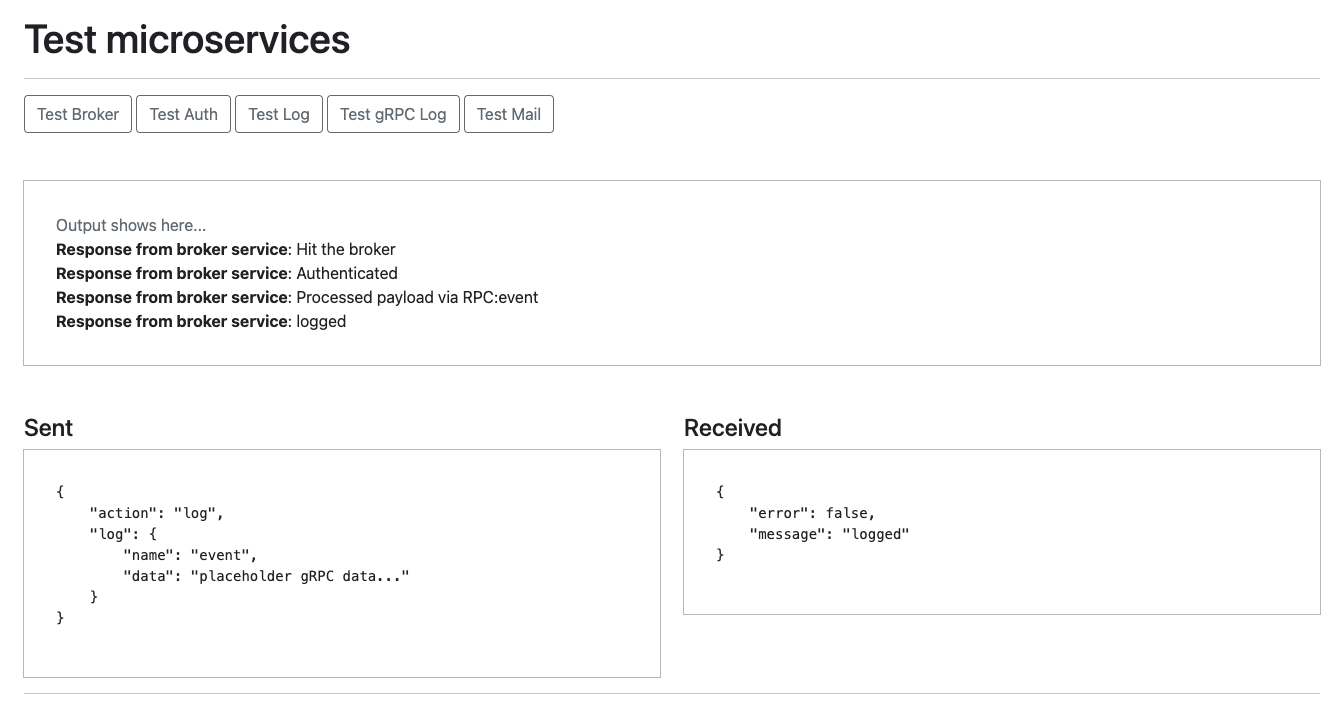 Test microservices
Test Broker Test Auth Test Log Test gRPC Log Test Mail
Output shows here...
Response from broker service: Hit the broker
Response from broker service: Authenticated
Response from broker service: Processed payload via RPC:event
Response from broker service: logged
Sent
{
    "action": "log",
    "log": {
        "name": "event",
        "data": "placeholder gRPC data..."
    }
}
Received
{
    "error": false,
    "message": "logged"
}